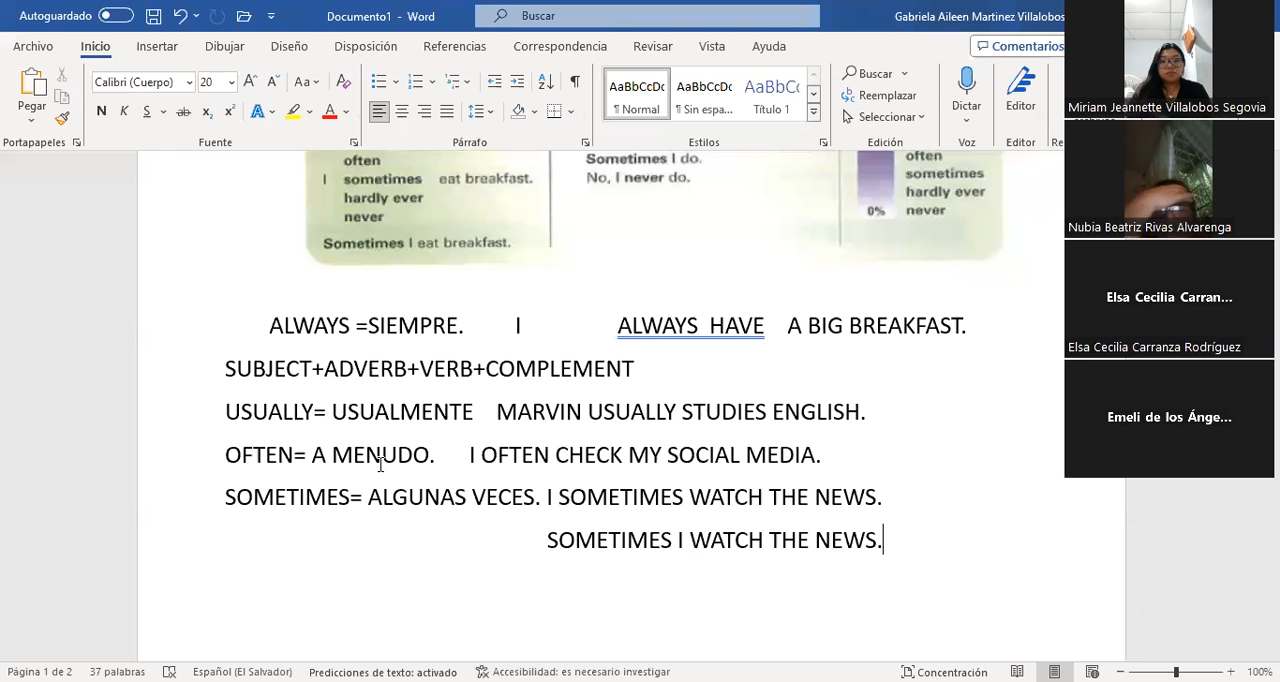 Autoguardado
Documento1 - Word
Buscar
Gabriela Aileen Martinez Villalobos
Archivo Inicio Insertar Dibujar Diseño Disposición Referencias Correspondencia Revisar Vista Ayuda Comentarios
Pegar
Calibri (Cuerpo) 20
AaBbCcDc AaBbCcDc AaBbCc
¶ Normal ¶ Sin espa... Título 1
Buscar
Reemplazar
Seleccionar
Dictar
Editor
Portapapeles Fuente Párrafo Estilos Edición Voz Editor Re
often
I sometimes eat breakfast.
hardly ever
never
Sometimes I eat breakfast.
Sometimes I do.
No, I never do.
often
sometimes
hardly ever
0% never
ALWAYS =SIEMPRE. I ALWAYS HAVE A BIG BREAKFAST.
SUBJECT+ADVERB+VERB+COMPLEMENT
USUALLY= USUALMENTE MARVIN USUALLY STUDIES ENGLISH.
OFTEN= A MENUDO. I OFTEN CHECK MY SOCIAL MEDIA.
SOMETIMES= ALGUNAS VECES. I SOMETIMES WATCH THE NEWS.
SOMETIMES I WATCH THE NEWS.
Miriam Jeannette Villalobos Segovia
Nubia Beatriz Rivas Alvarenga
Elsa Cecilia Carran...
Elsa Cecilia Carranza Rodríguez
Emeli de los Ánge...
Página 1 de 2 37 palabras Español (El Salvador) Predicciones de texto: activado Accesibilidad: es necesario investigar Concentración 100%